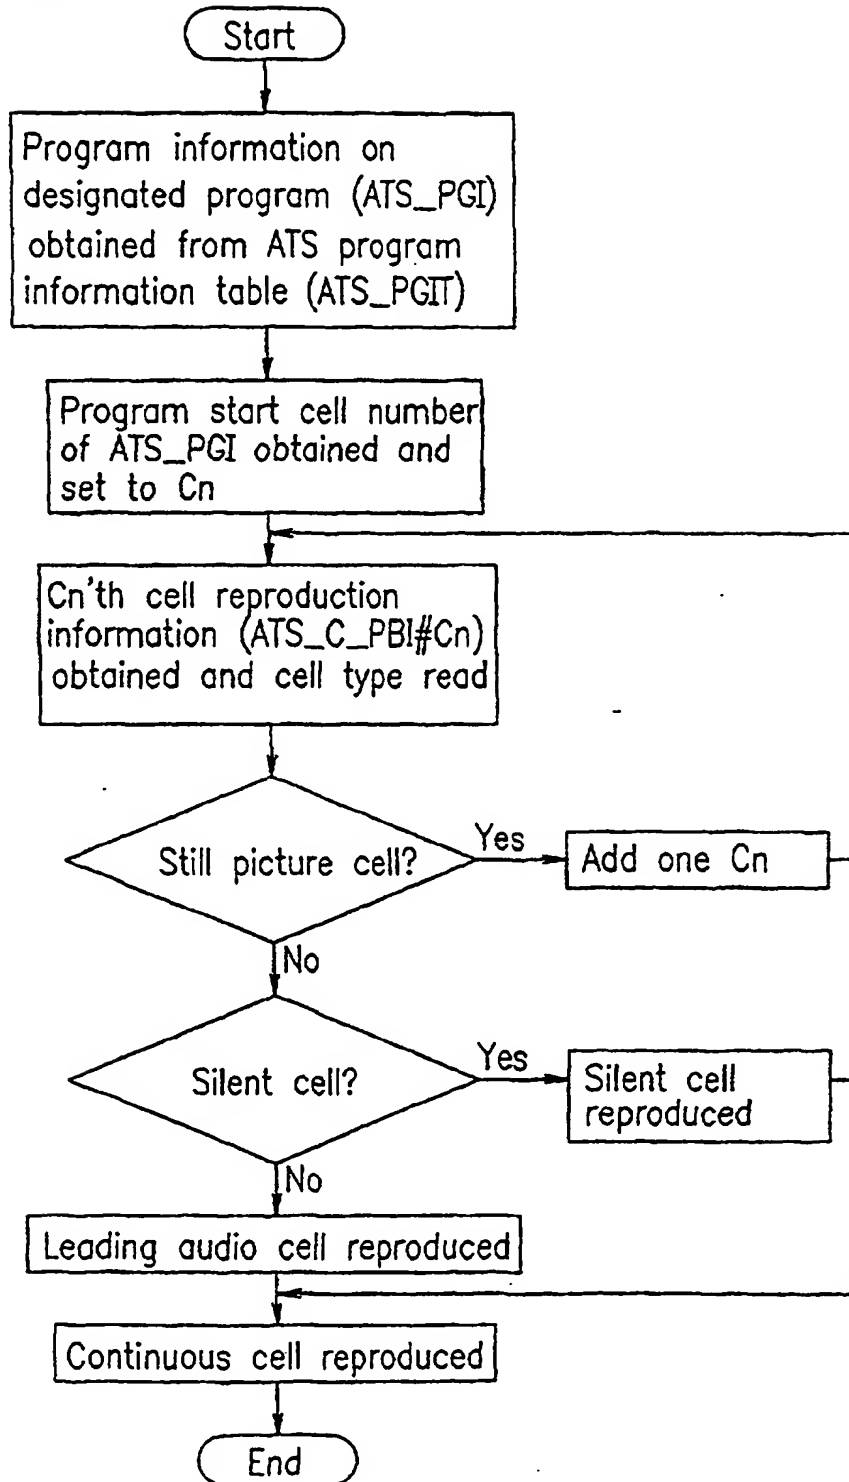 Start
Program information on
designated program (ATS_PGI)
obtained from ATS program
information table (ATS_PGIT)
Program start cell number
of ATS_PGI obtained and
set to Cn
Cn'th cell reproduction
information (ATS_C_PBI#Cn)
obtained and cell type read
Still picture cell?
Yes
Add one Cn
No
Silent cell?
Yes
Silent cell
reproduced
No
Leading audio cell reproduced
Continuous cell reproduced
End